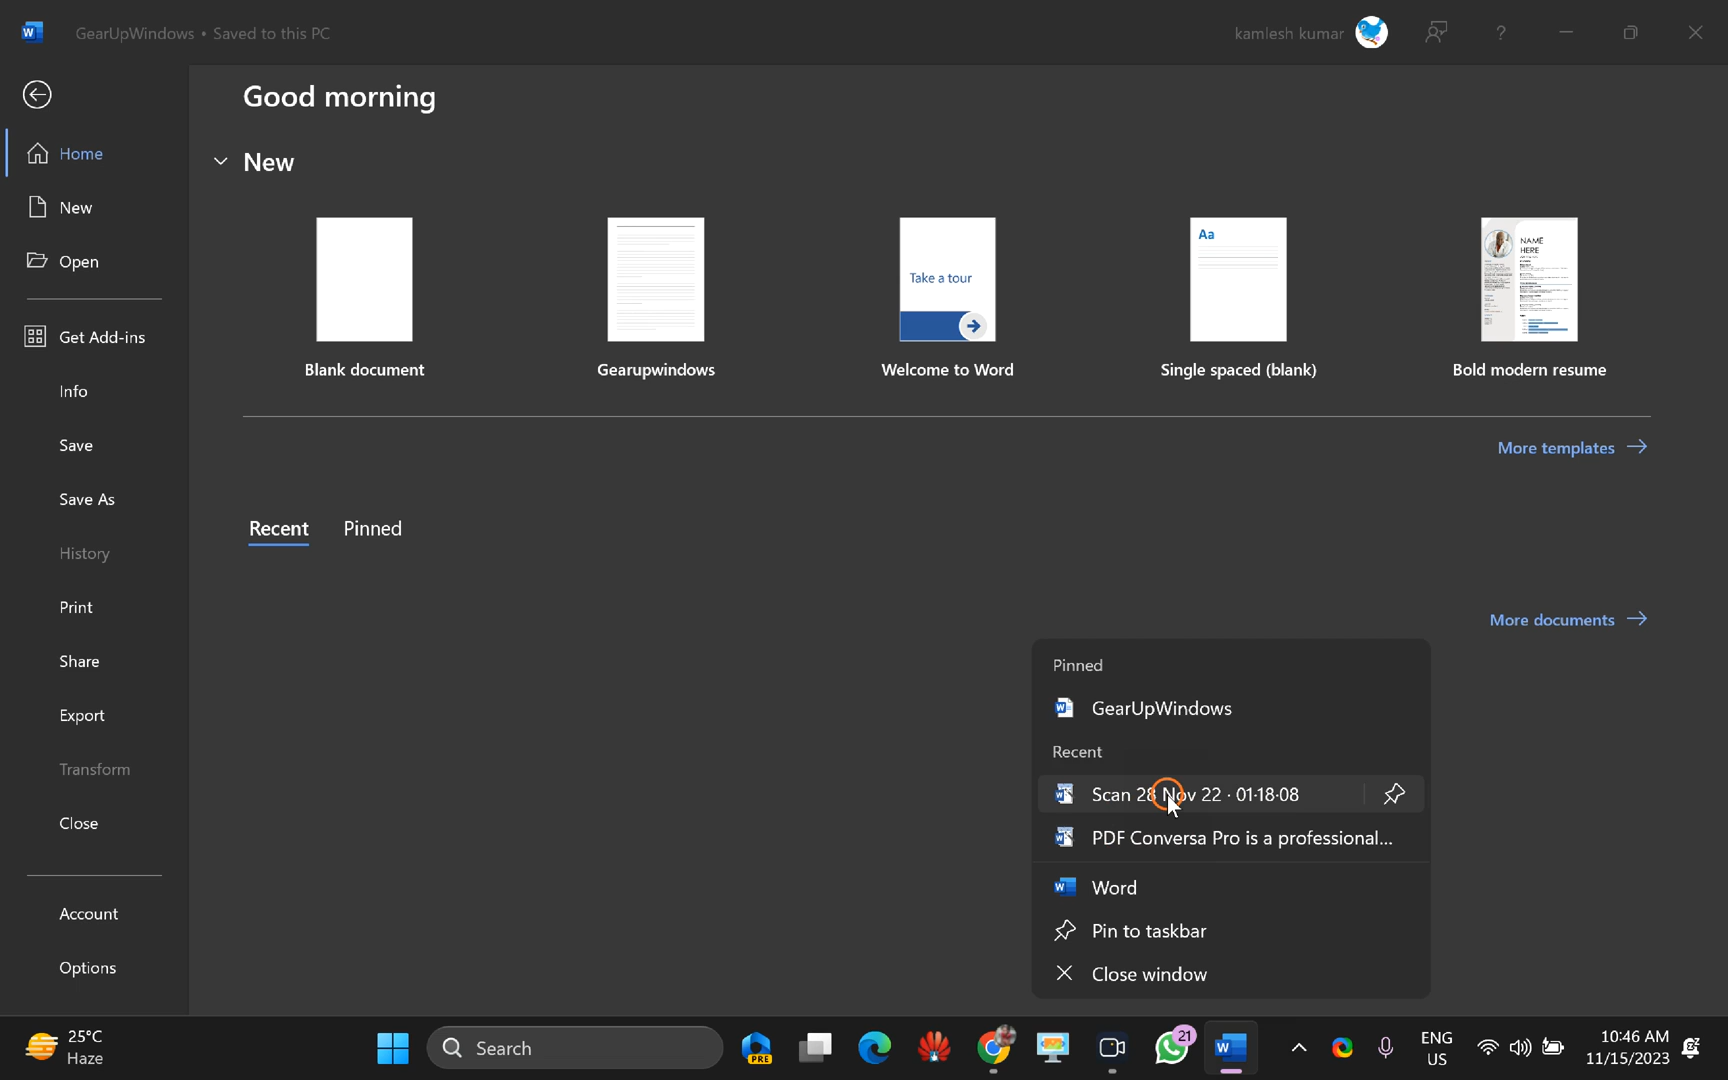 GearUpWindows • Saved to this PC
kamlesh kumar
?
Good morning
Home
New
Open
Get Add-ins
Info
Save
Save As
History
Print
Share
Export
Transform
Close
Account
Options
New
Take a tour
Aa
NAME
HERE
Blank document
Gearupwindows
Welcome to Word
Single spaced (blank)
Bold modern resume
More templates
Recent Pinned
More documents
Pinned
GearUpWindows
Recent
Scan 28 Nov 22 · 01-18-08
PDF Conversa Pro is a professional...
Word
Pin to taskbar
Close window
25°C
Haze
Search
PRE
21
ENG
US
10:46 AM
11/15/2023